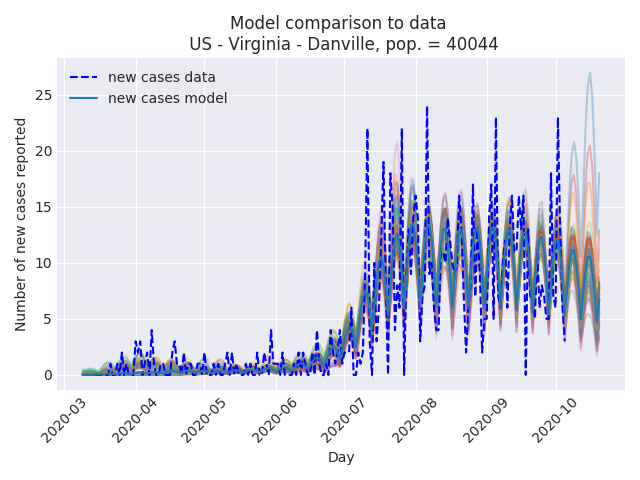 Model comparison to data
US - Virginia - Danville, pop. = 40044
new cases data
new cases model
Number of new cases reported
25
20
15
10
5
0
2020-03
2020-04
2020-05
2020-06
2020-07
2020-08
2020-09
2020-10
Day